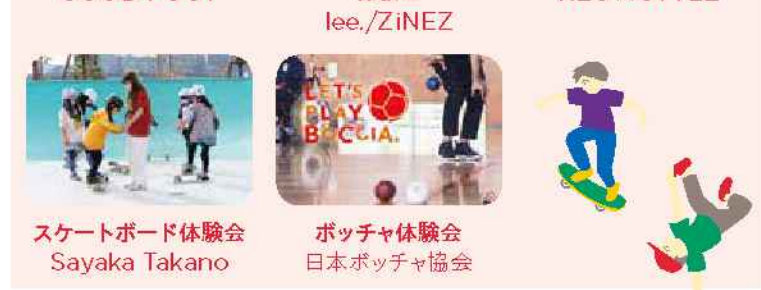 lee./ZiNEZ
LET'S
PLAY
BOCCIA.
スケートボード体験会
ボッチャ体験会
Sayaka Takano
日本ボッチャ協会